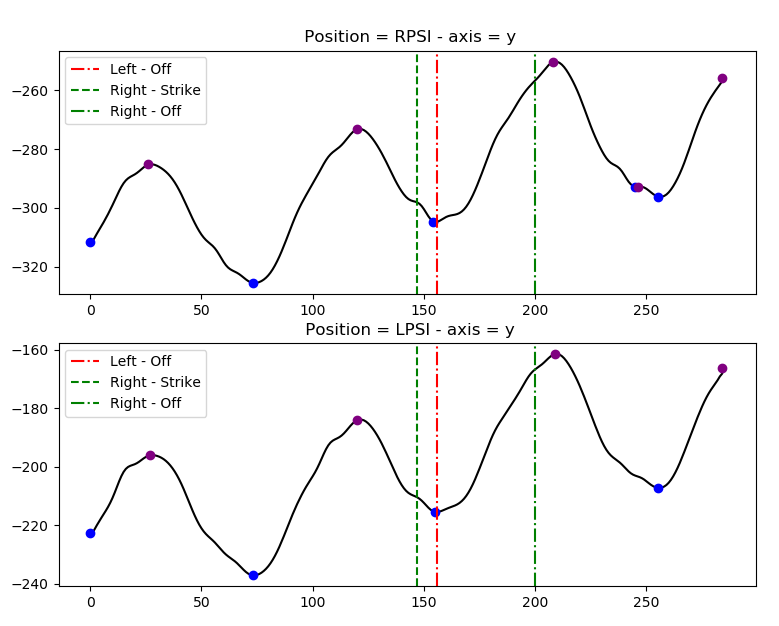 Position = RPSI - axis = y
Left - Off
Right - Strike
Right - Off
−260
−280
−300
−320
0 50 100 150 200 250
Position = LPSI - axis = y
Left - Off
Right - Strike
Right - Off
−160
−180
−200
−220
−240
0 50 100 150 200 250